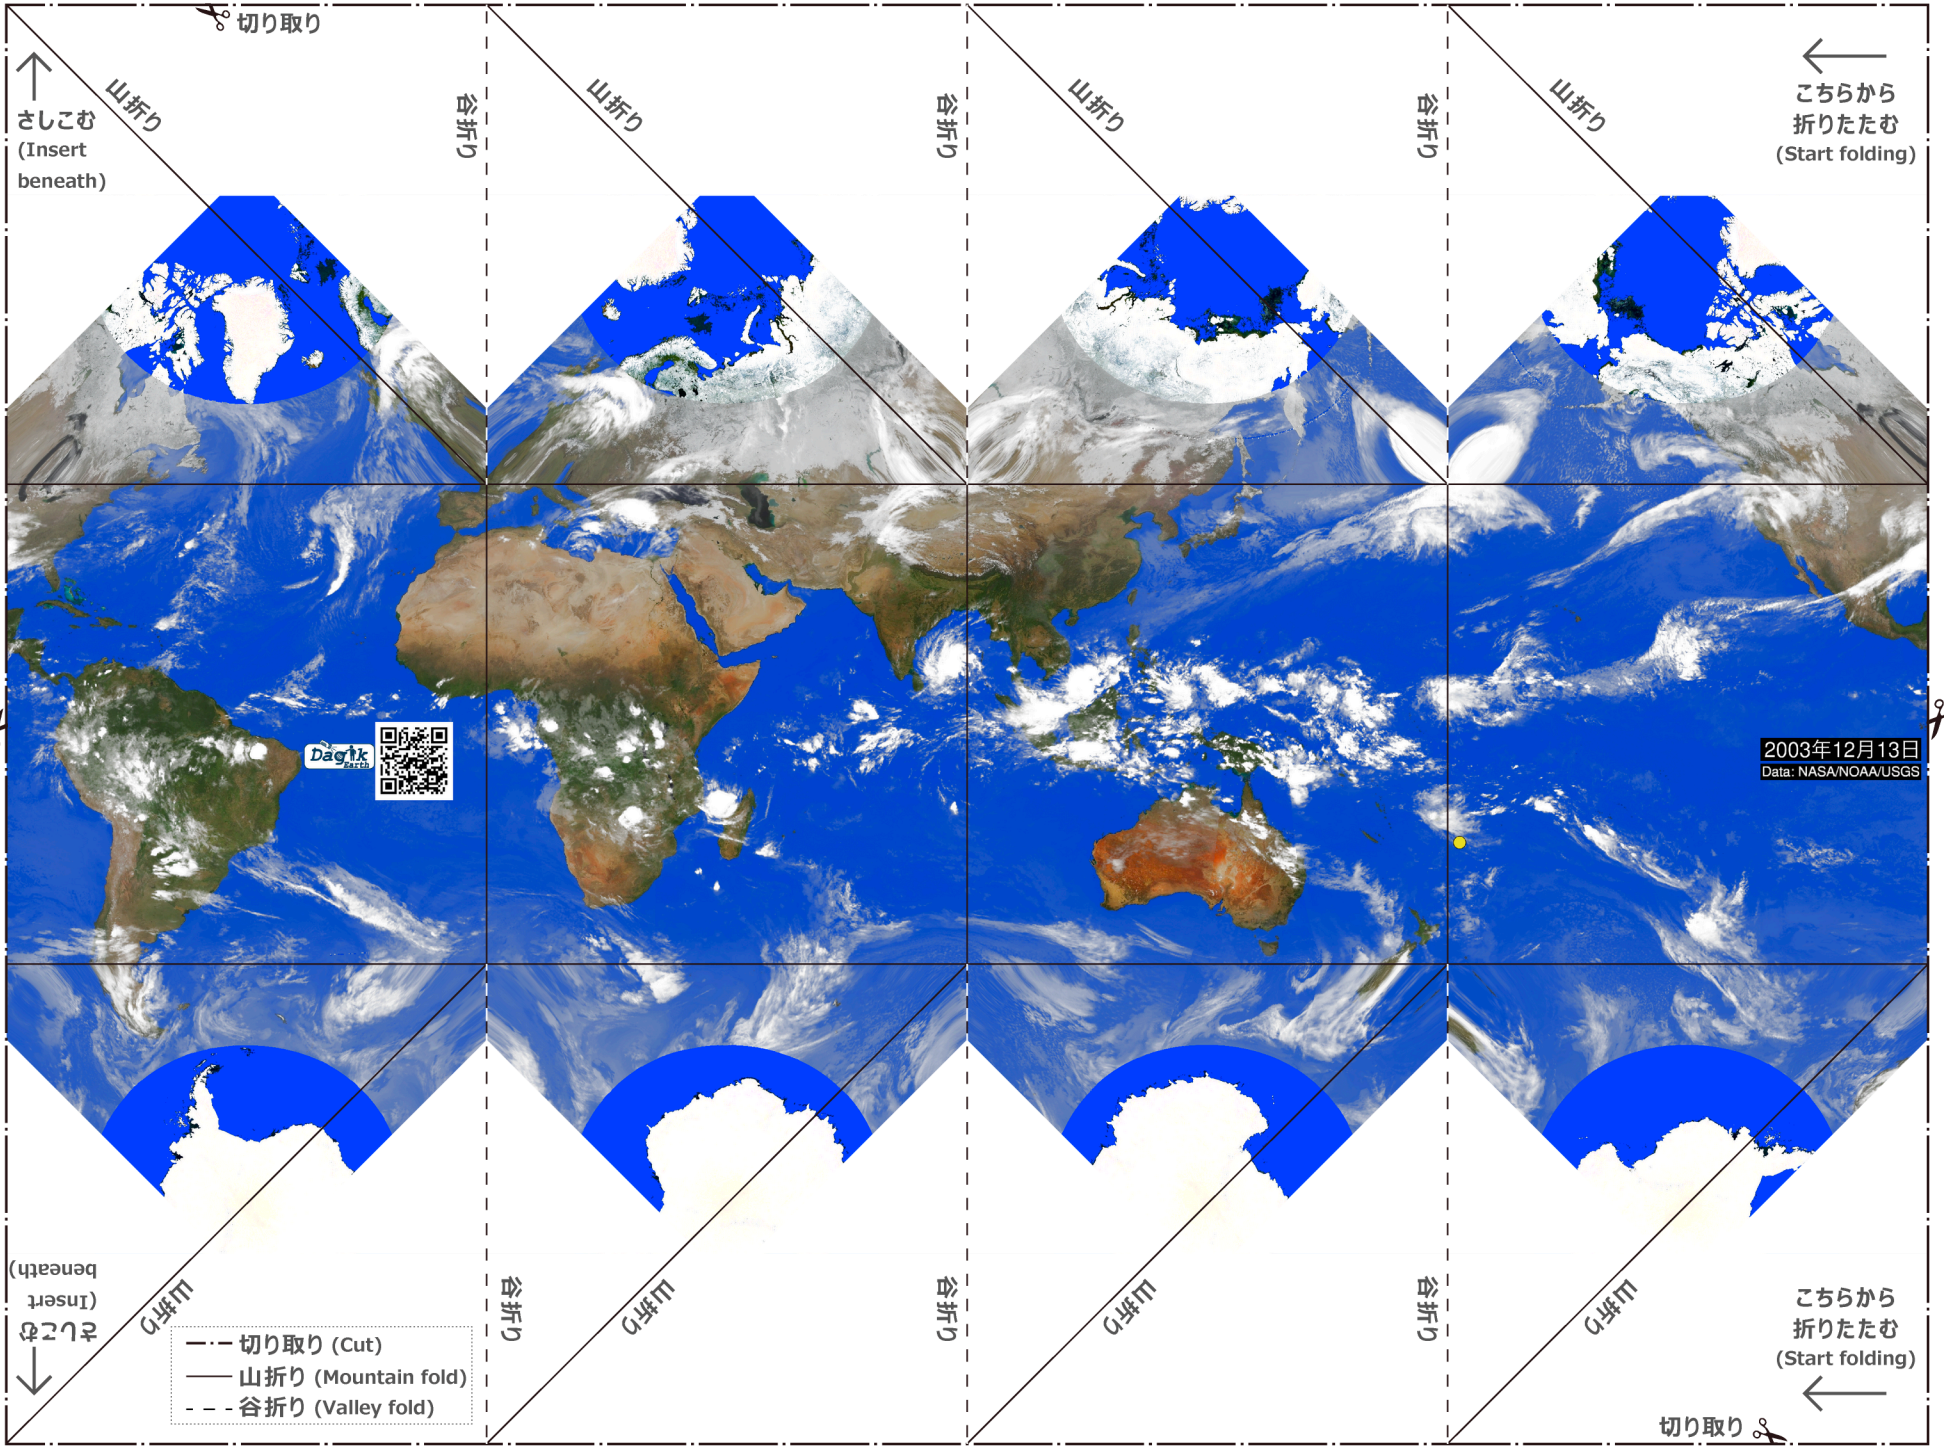 切り取り
山折り
谷折り
山折り
谷折り
山折り
谷折り
山折り
さしこむ
(Insert
beneath)
こちらから
折りたたむ
(Start folding)
Dagik
Earth
2003年12月13日
Data: NASA/NOAA/USGS
さしこむ
(Insert
beneath)
山折り
谷折り
山折り
谷折り
山折り
谷折り
山折り
こちらから
折りたたむ
(Start folding)
切り取り (Cut)
山折り (Mountain fold)
谷折り (Valley fold)
切り取り